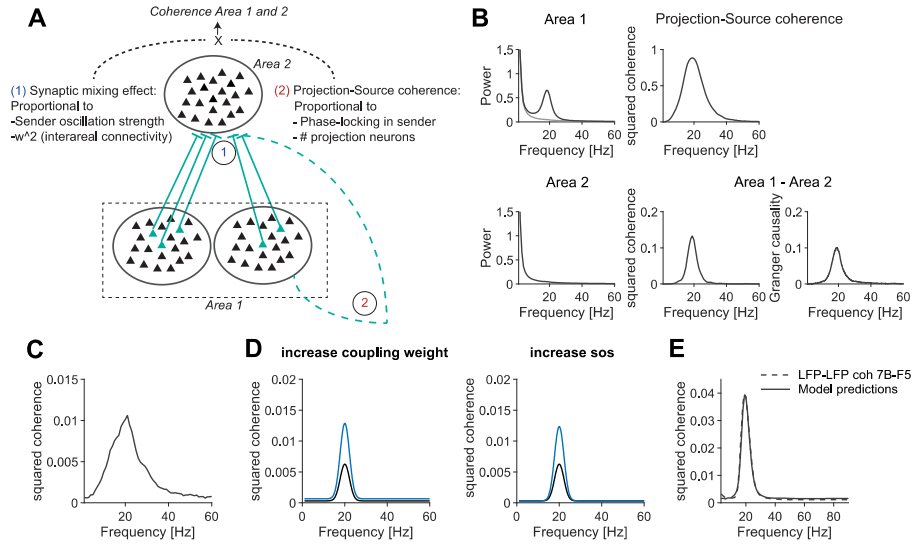 A
Coherence Area 1 and 2
X
Area 2
(1) Synaptic mixing effect:
Proportional to
-Sender oscillation strength
-w^2 (interareal connectivity)
(2) Projection-Source coherence:
Proportional to
- Phase-locking in sender
- # projection neurons
1
Area 1
2
B
Area 1
Power
1.5
1
0.5
0
0 20 40 60
Frequency [Hz]
Projection-Source coherence
squared coherence
1
0.5
0
0 20 40 60
Frequency [Hz]
Area 2
Power
1.5
1
0.5
0
0 20 40 60
Frequency [Hz]
Area 1 - Area 2
squared coherence
0.2
0.1
0
0 20 40 60
Frequency [Hz]
Granger causality
0.2
0.1
0
0 20 40 60
Frequency [Hz]
C
squared coherence
0.015
0.01
0.005
0
20 40 60
Frequency [Hz]
D
increase coupling weight
squared coherence
0.02
0.015
0.01
0.005
0
0 20 40 60
Frequency [Hz]
increase sos
squared coherence
0.02
0.015
0.01
0.005
0
0 20 40 60
Frequency [Hz]
E
LFP-LFP coh 7B-F5
Model predictions
squared coherence
0.04
0.03
0.02
0.01
0
20 40 60 80
Frequency [Hz]